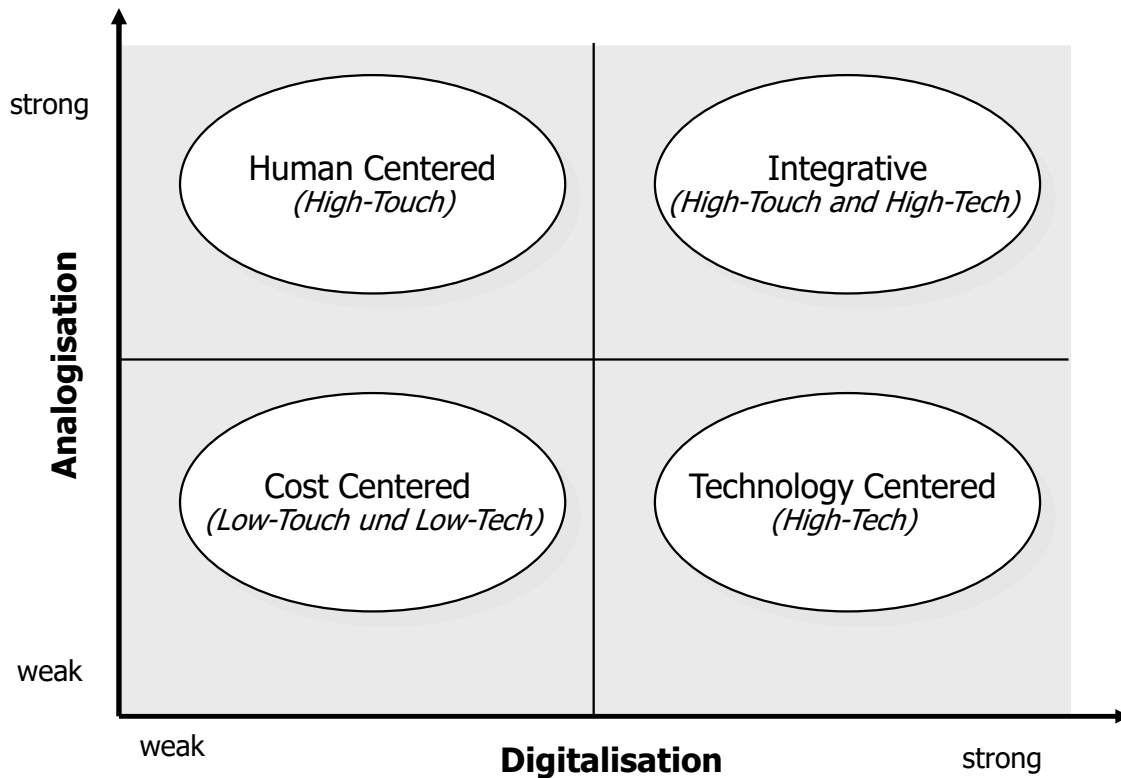 strong
Human Centered
(High-Touch)
Integrative
(High-Touch and High-Tech)
Analogisation
Cost Centered
(Low-Touch und Low-Tech)
Technology Centered
(High-Tech)
weak
weak
Digitalisation
strong